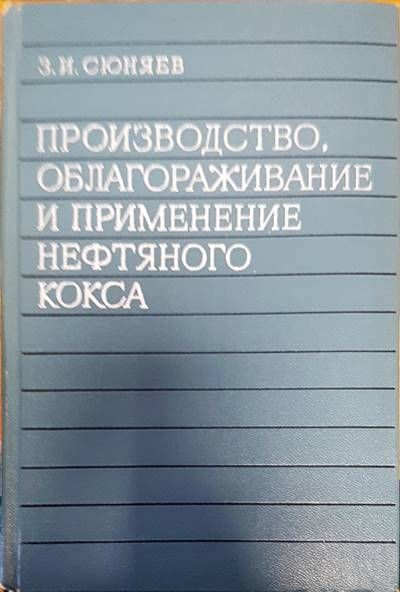 З. И. СЮНЯЕВ
ПРОИЗВОДСТВО,
ОБЛАГОРАЖИВАНИЕ
И ПРИМЕНЕНИЕ
НЕФТЯНОГО
КОКСА